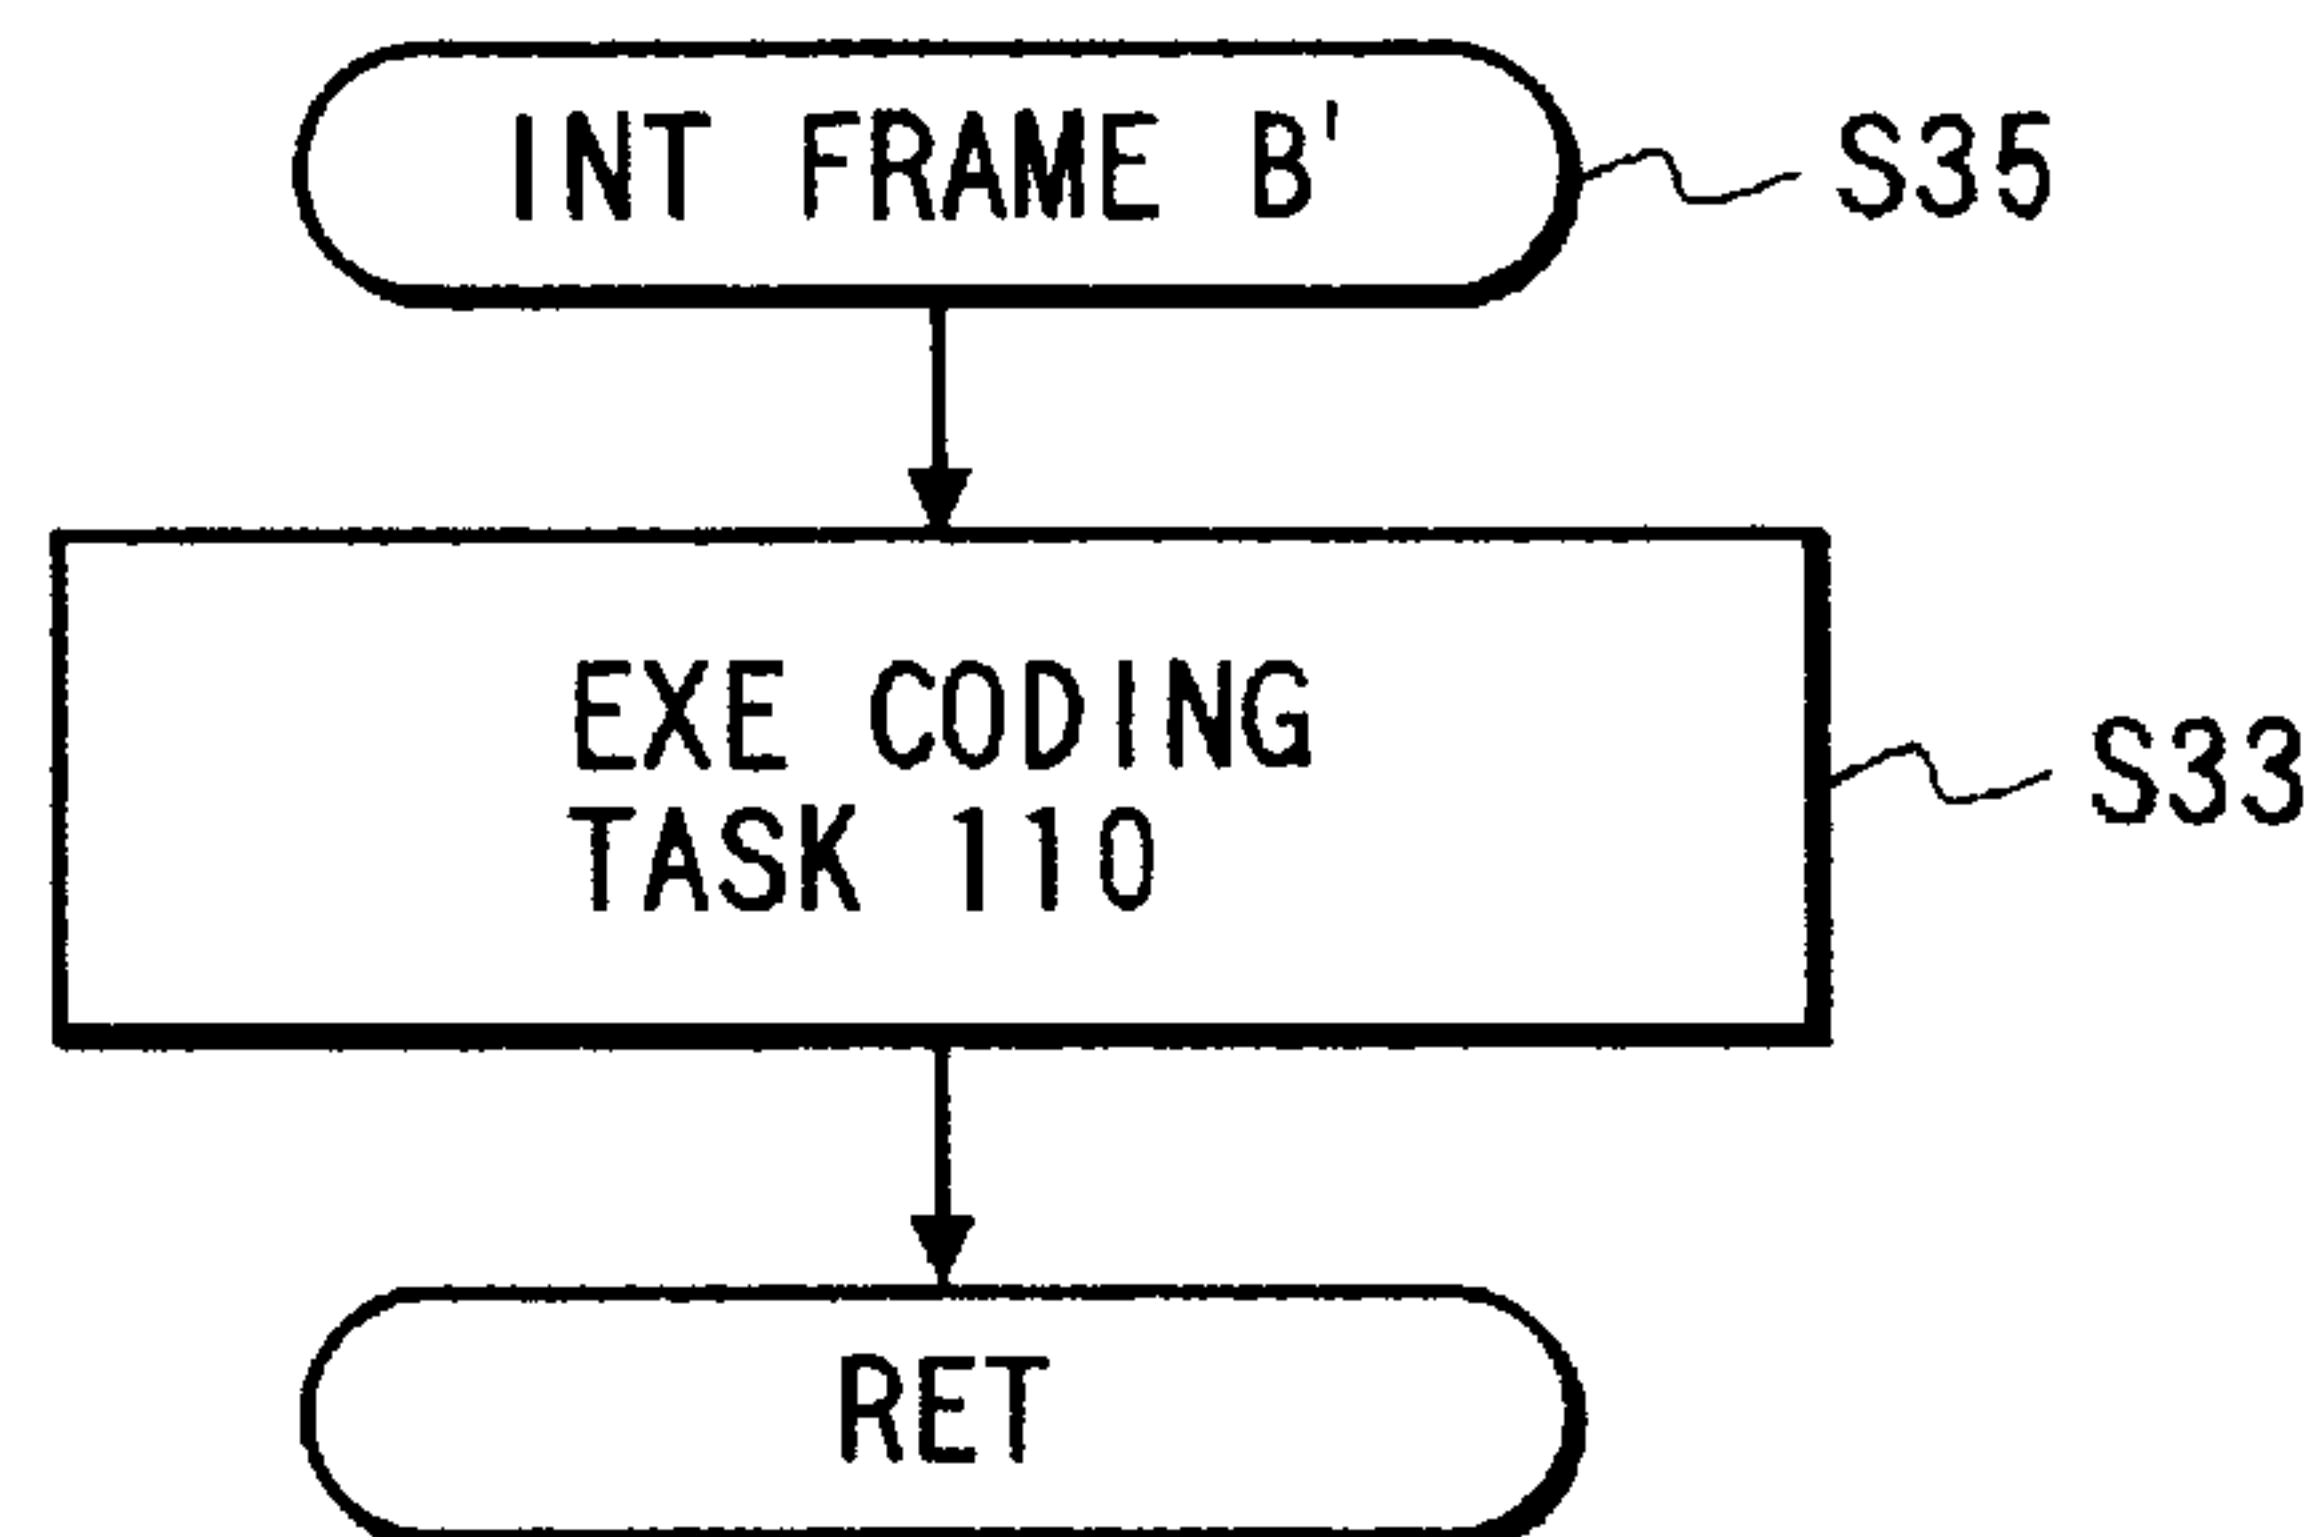 INT FRAME B' S35
EXE CODING
TASK 110
S33
RET